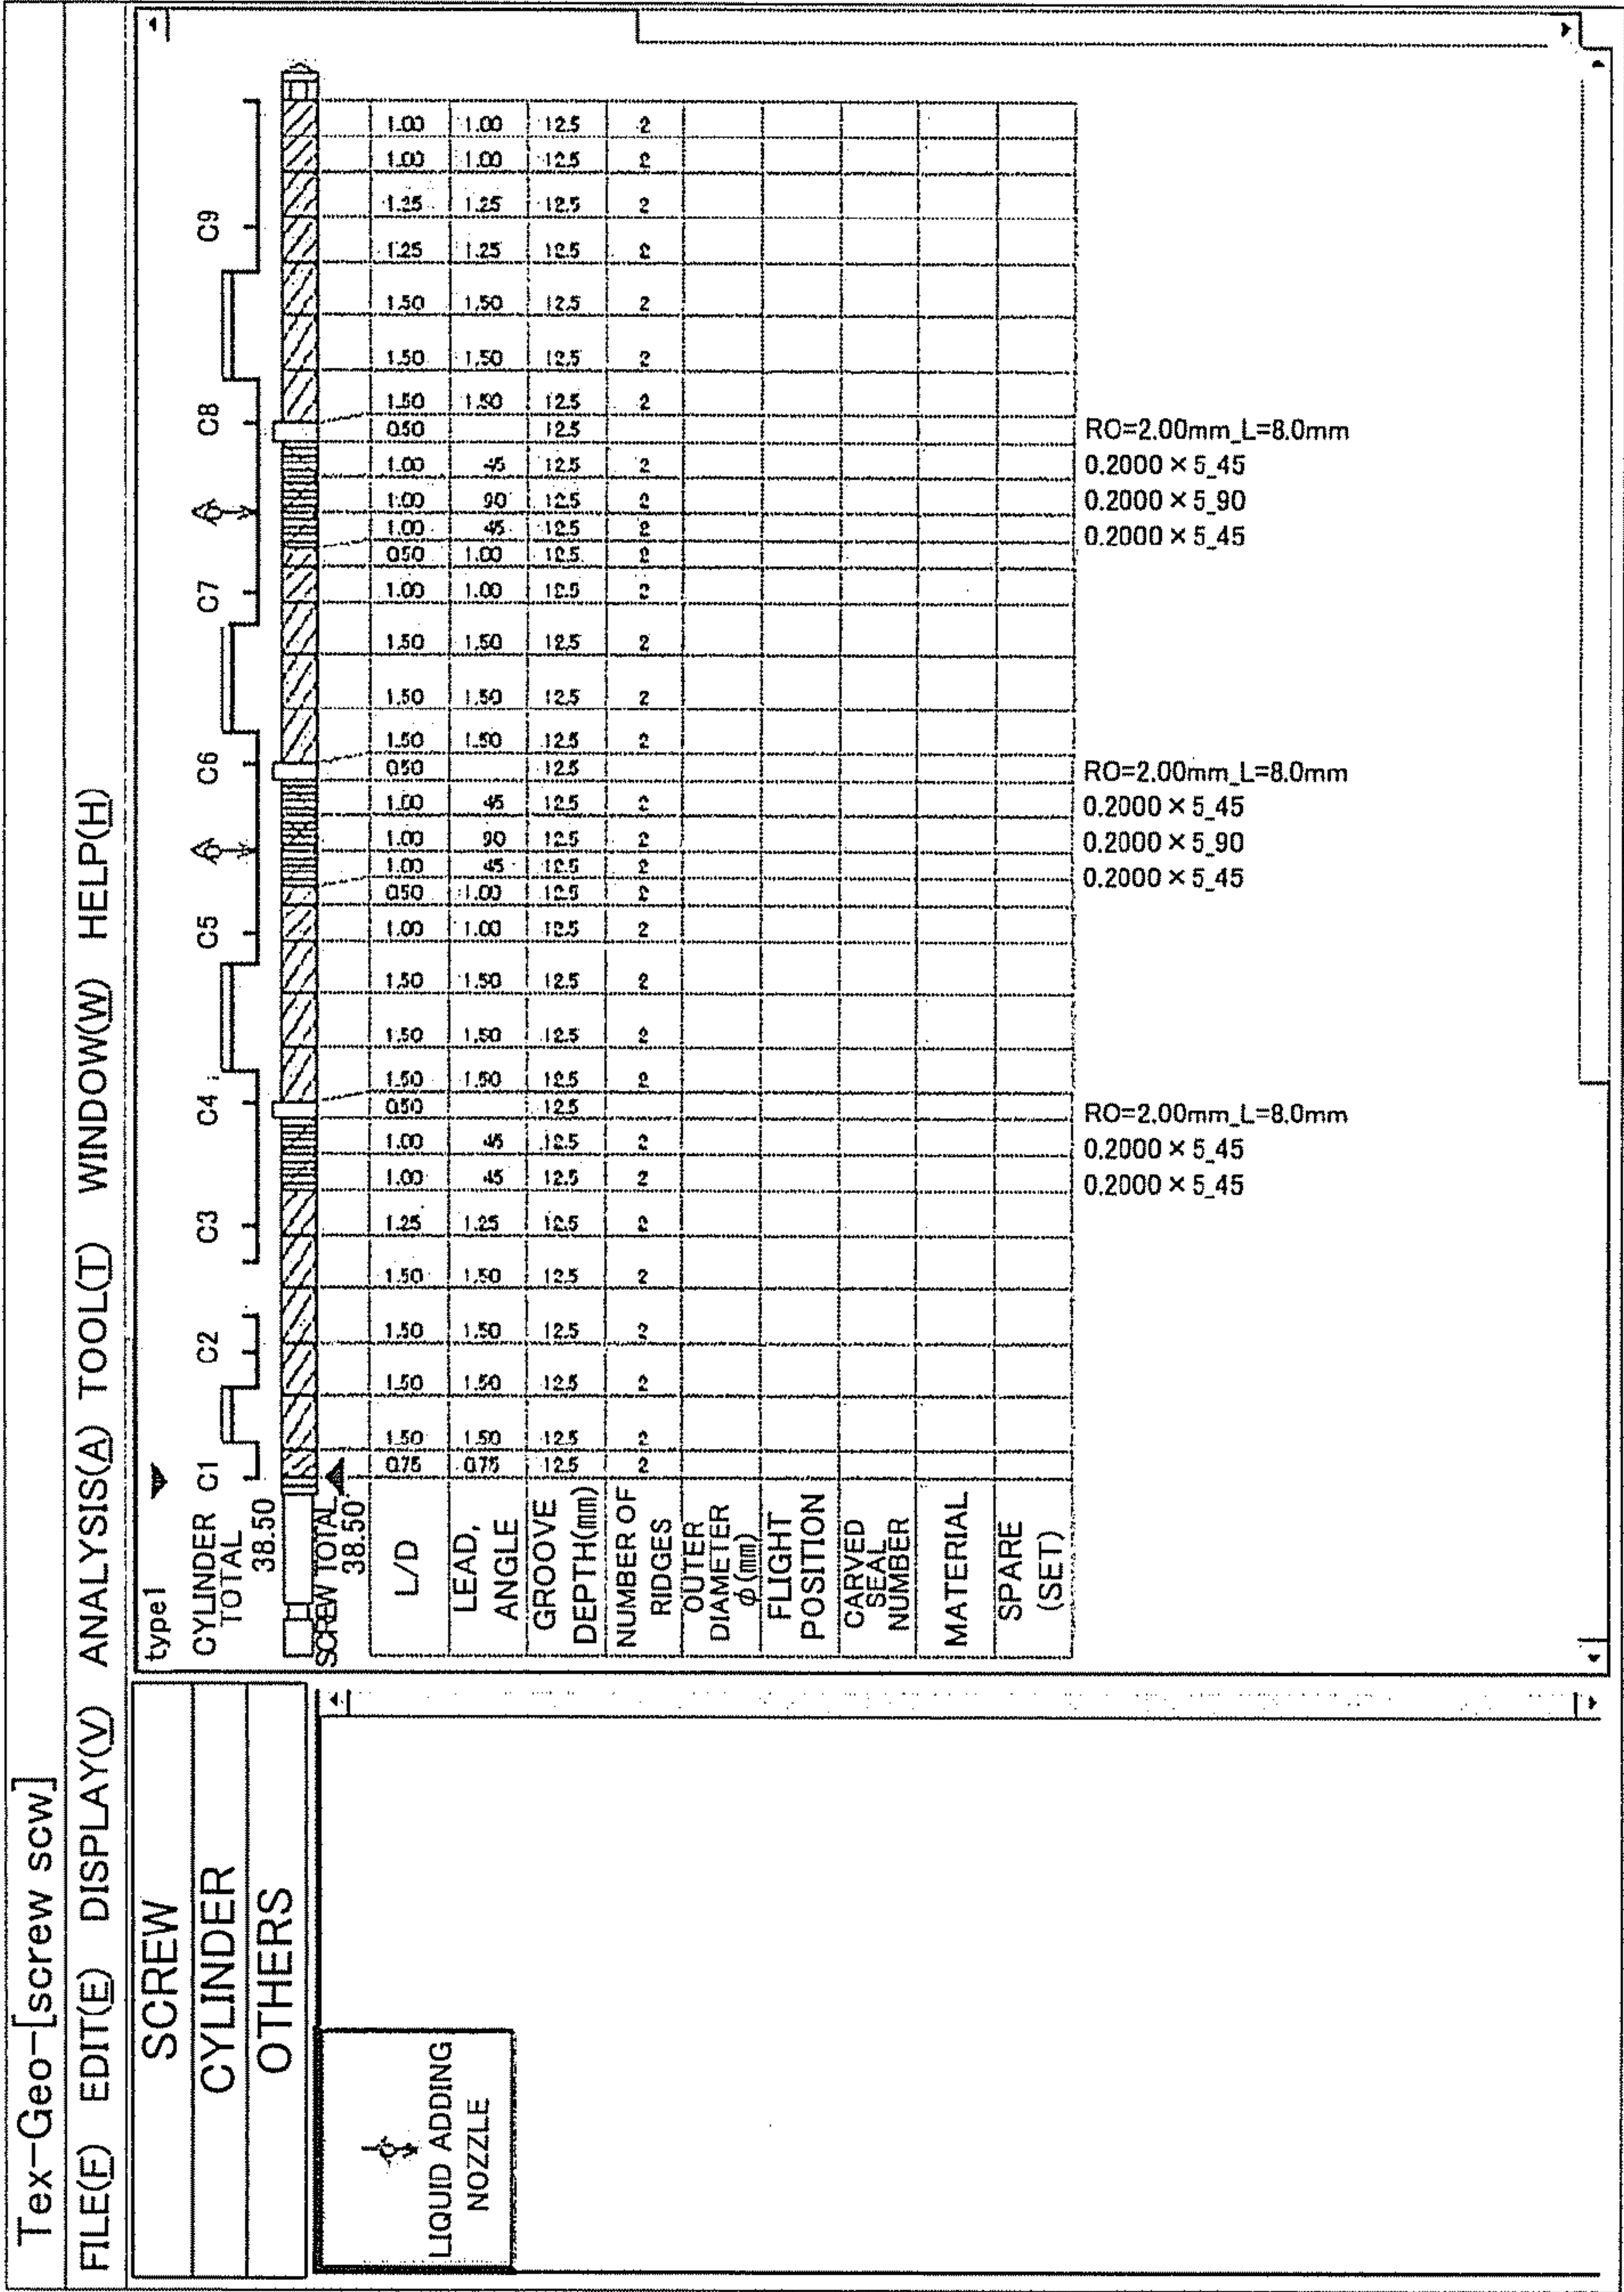 Tex-Geo-[screw scw]
FILE(F) EDIT(E) DISPLAY(V) ANALYSIS(A) TOOL(T) WINDOW(W) HELP(H)
SCREW
CYLINDER
OTHERS
LIQUID ADDING
NOZZLE
type1
CYLINDER C1 C2 C3 C4 C5 C6 C7 C8 C9
TOTAL
38.50
SCREW TOTAL
38.50
L/D 0.75 1.50 1.50 1.50 1.50 1.25 1.00 1.00 0.50 1.50 1.50 1.50 1.00 0.50 1.00 1.00 1.00 0.50 1.50 1.50 1.50 1.00 0.50 1.00 1.00 1.00 0.50 1.50 1.50 1.50 1.25 1.25 1.00 1.00
LEAD, 0.75 1.50 1.50 1.50 1.50 1.25 45 45 1.50 1.50 1.50 1.00 1.00 45 90 45 1.50 1.50 1.50 1.00 1.00 45 90 45 1.50 1.50 1.50 1.25 1.25 1.00 1.00
ANGLE
GROOVE 12.5 12.5 12.5 12.5 12.5 12.5 12.5 12.5 12.5 12.5 12.5 12.5 12.5 12.5 12.5 12.5 12.5 12.5 12.5 12.5 12.5 12.5 12.5 12.5 12.5 12.5 12.5 12.5 12.5 12.5 12.5 12.5 12.5 12.5
DEPTH(mm)
NUMBER OF 2 2 2 2 2 2 2 2 2 2 2 2 2 2 2 2 2 2 2 2 2 2 2 2 2 2 2 2 2 2 2
RIDGES
OUTER
DIAMETER
φ(mm)
FLIGHT
POSITION
CARVED
SEAL
NUMBER
MATERIAL
SPARE
(SET)
RO=2.00mm_L=8.0mm
0.2000×5_45
0.2000×5_90
0.2000×5_45
RO=2.00mm_L=8.0mm
0.2000×5_45
0.2000×5_90
0.2000×5_45
RO=2.00mm_L=8.0mm
0.2000×5_45
0.2000×5_45